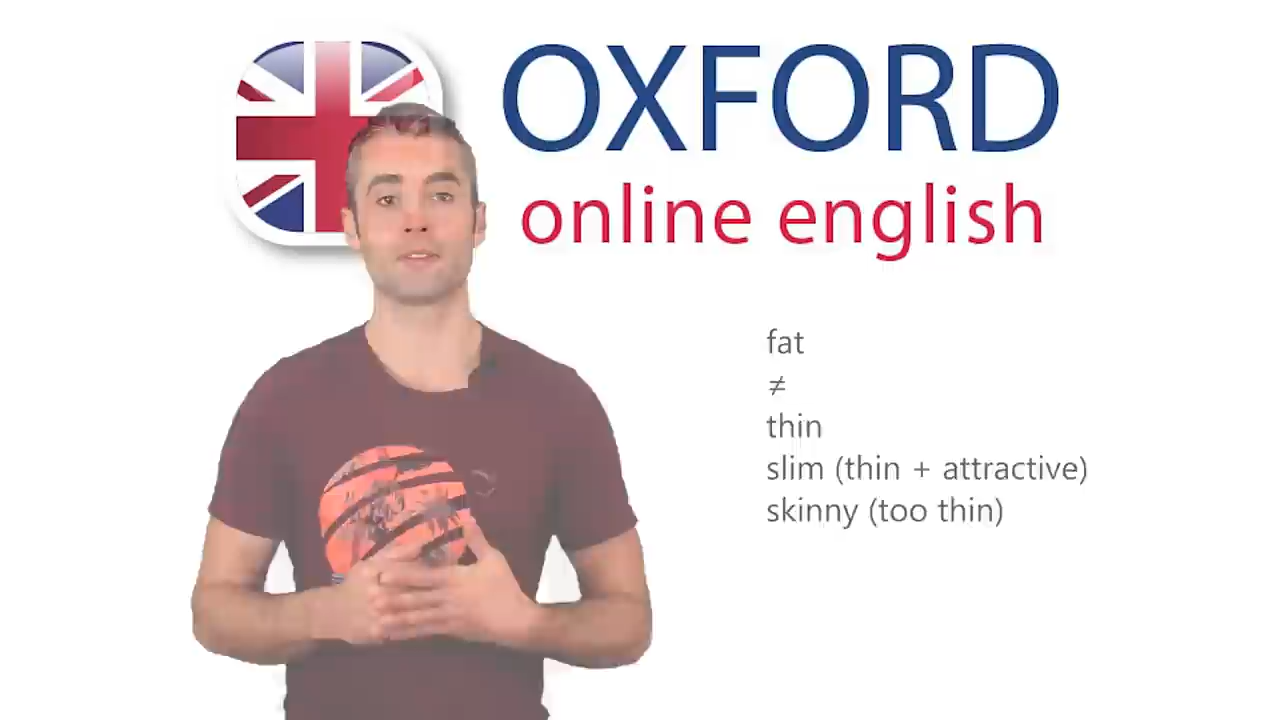 OXFORD
online english
fat
≠
thin
slim (thin + attractive)
skinny (too thin)